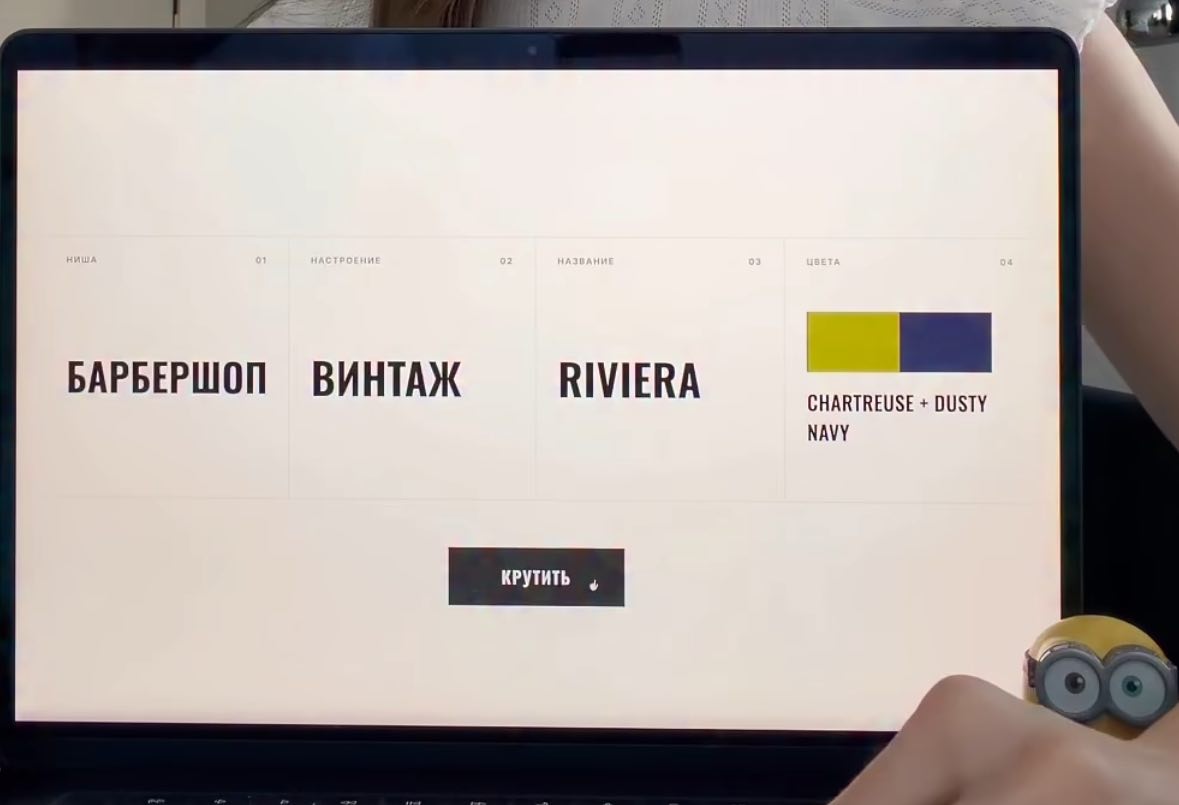 НИША 01
НАСТРОЕНИЕ 02
НАЗВАНИЕ 03
ЦВЕТА 04
БАРБЕРШОП
ВИНТАЖ
RIVIERA
CHARTREUSE + DUSTY
NAVY
КРУТИТЬ